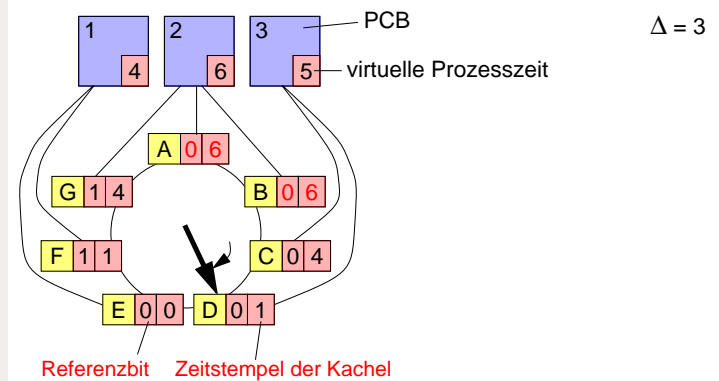 1 2 3 PCB Δ = 3
4 6 5 virtuelle Prozesszeit
A 0 6
G 1 4 B 0 6
F 1 1 C 0 4
E 0 0 D 0 1
Referenzbit Zeitstempel der Kachel